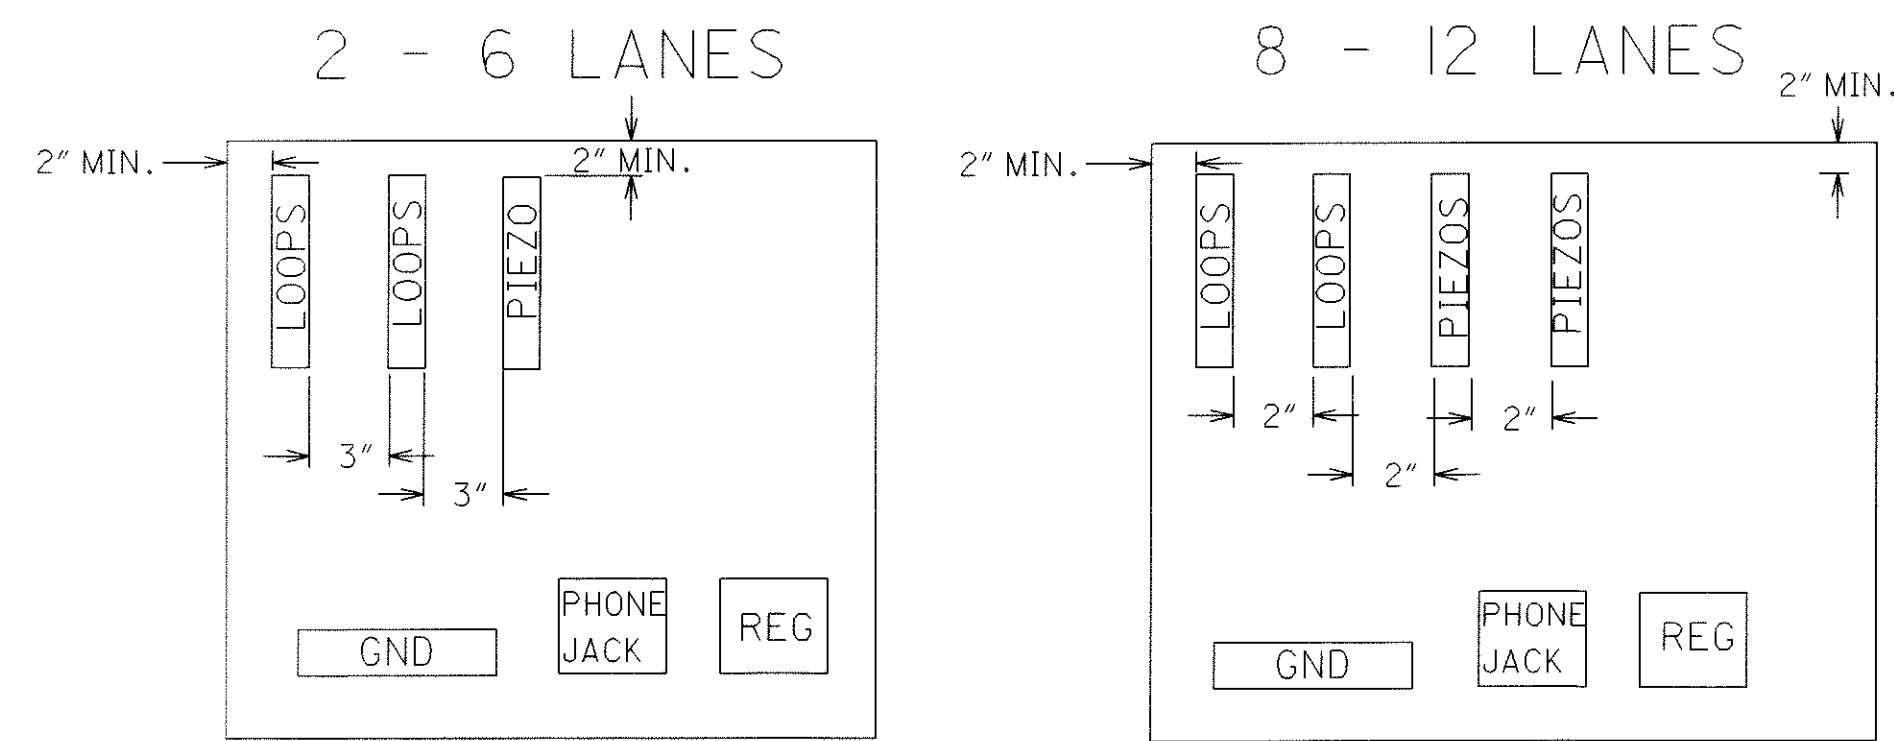 2 - 6 LANES
2" MIN.
2" MIN.
LOOPS
LOOPS
PIEZO
3"
3"
GND
PHONE
JACK
REG
8 - 12 LANES
2" MIN.
2" MIN.
LOOPS
LOOPS
PIEZOS
PIEZOS
2"
2"
2"
GND
PHONE
JACK
REG